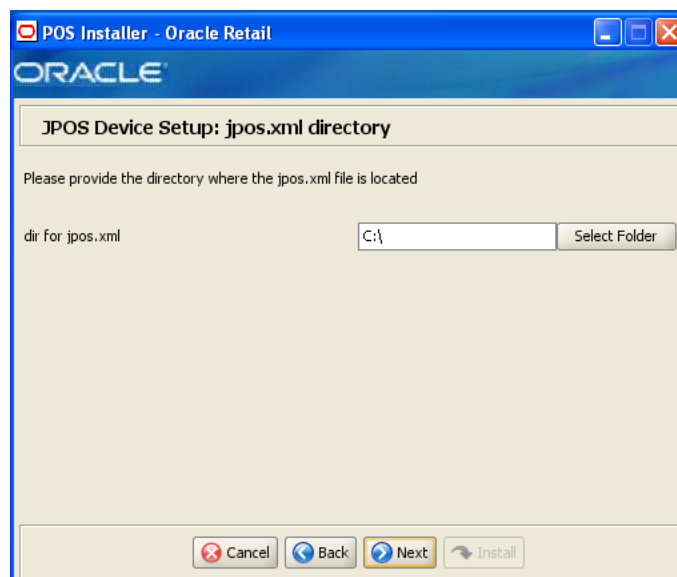 POS Installer - Oracle Retail
ORACLE
JPOS Device Setup: jpos.xml directory
Please provide the directory where the jpos.xml file is located
dir for jpos.xml C:\ Select Folder
Cancel Back Next Install